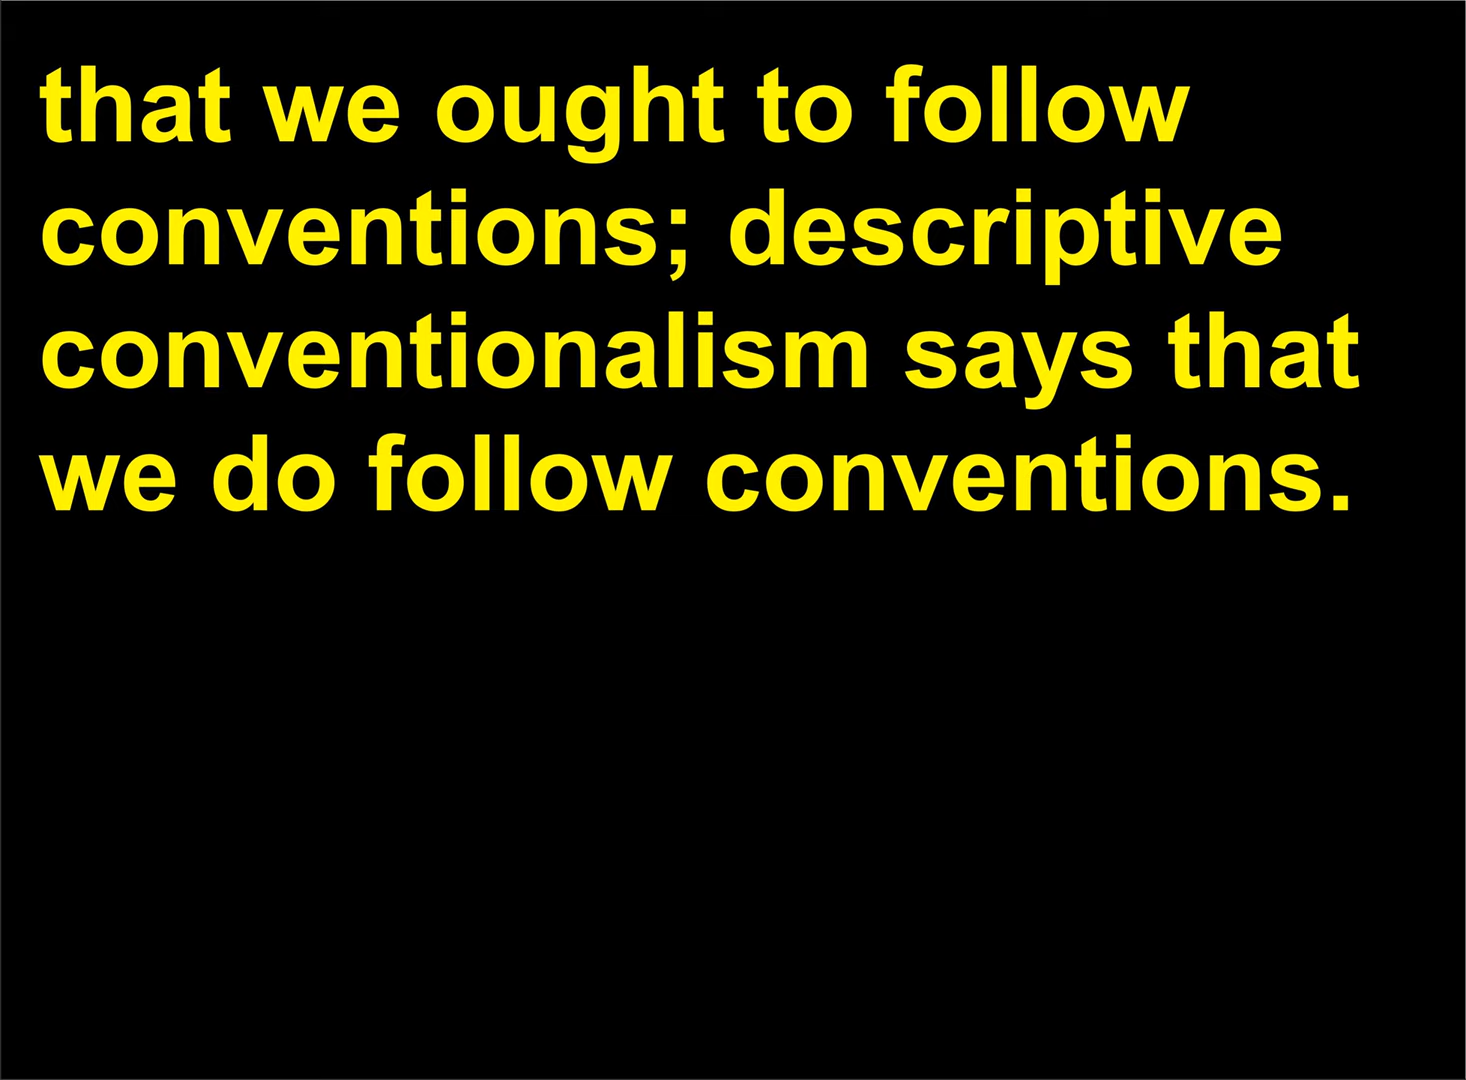 that we ought to follow
conventions; descriptive
conventionalism says that
we do follow conventions.